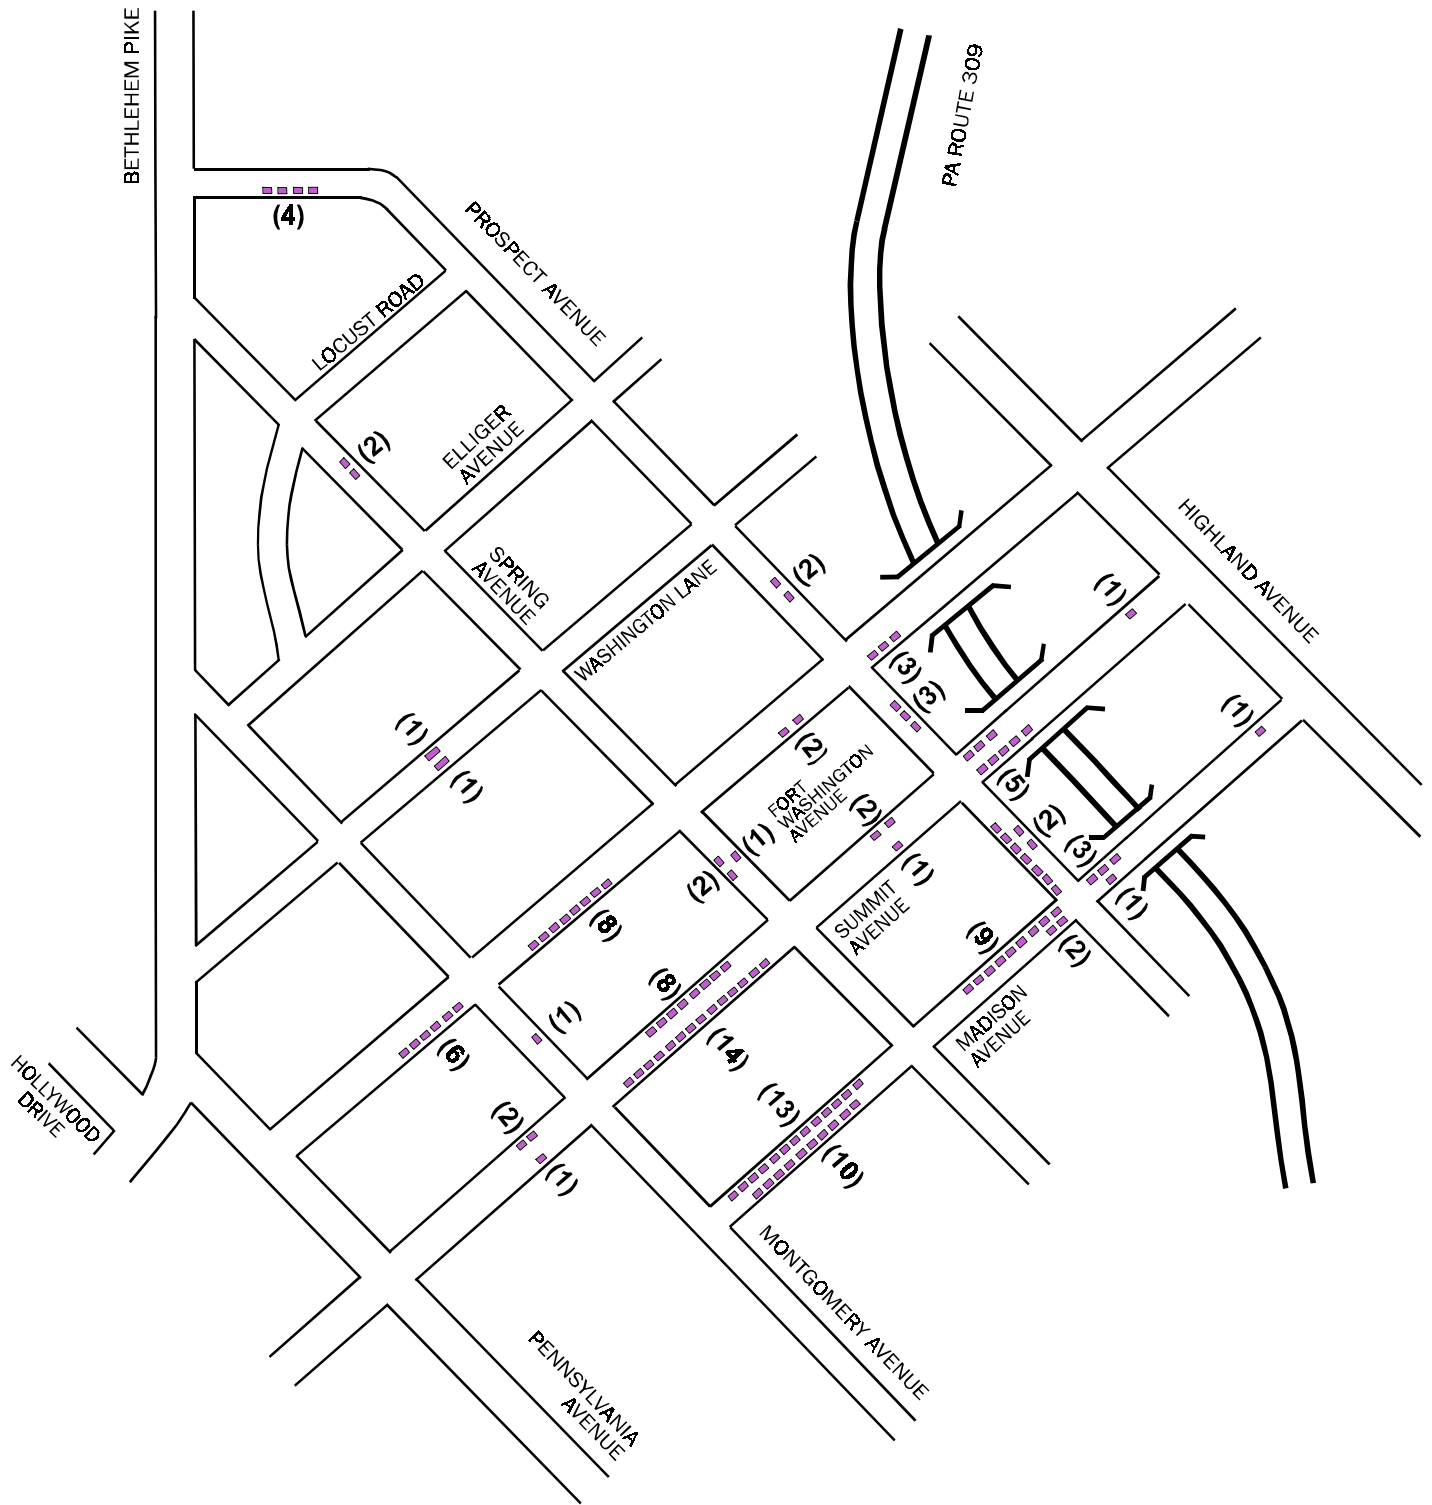 BETHLEHEM PIKE
PA ROUTE 309
(4)
PROSPECT AVENUE
LOCUST ROAD
(2)
ELLIGER
AVENUE
HIGHLAND AVENUE
SPRING
AVENUE
WASHINGTON LANE
(2)
(1)
(3)
(3)
(1)
(1)
(1)
(2)
FORT
WASHINGTON
AVENUE
(5)
(2)
(2)
(3)
(1)
(2)
(1)
(1)
SUMMIT
AVENUE
(8)
(9)
(2)
(8)
MADISON
AVENUE
(1)
(14)
(6)
HOLLYWOOD
DRIVE
(2)
(13)
(10)
(1)
MONTGOMERY AVENUE
PENNSYLVANIA
AVENUE